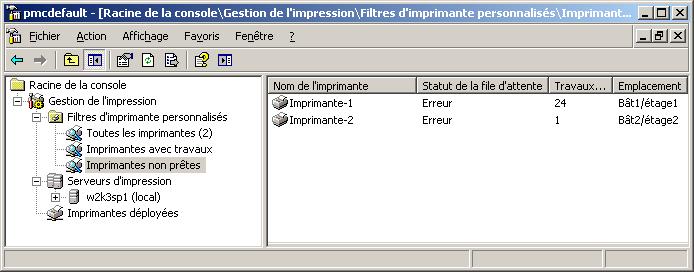 pmcdefault - [Racine de la console\Gestion de l'impression\Filtres d'imprimante personnalisés\Imprimant...
Fichier Action Affichage Favoris Fenêtre ?
Racine de la console
Gestion de l'impression
Filtres d'imprimante personnalisés
Toutes les imprimantes (2)
Imprimantes avec travaux
Imprimantes non prêtes
Serveurs d'impression
w2k3sp1 (local)
Imprimantes déployées
Nom de l'imprimante Statut de la file d'attente Travaux... Emplacement
Imprimante-1 Erreur 24 Bât1/étage1
Imprimante-2 Erreur 1 Bât2/étage2